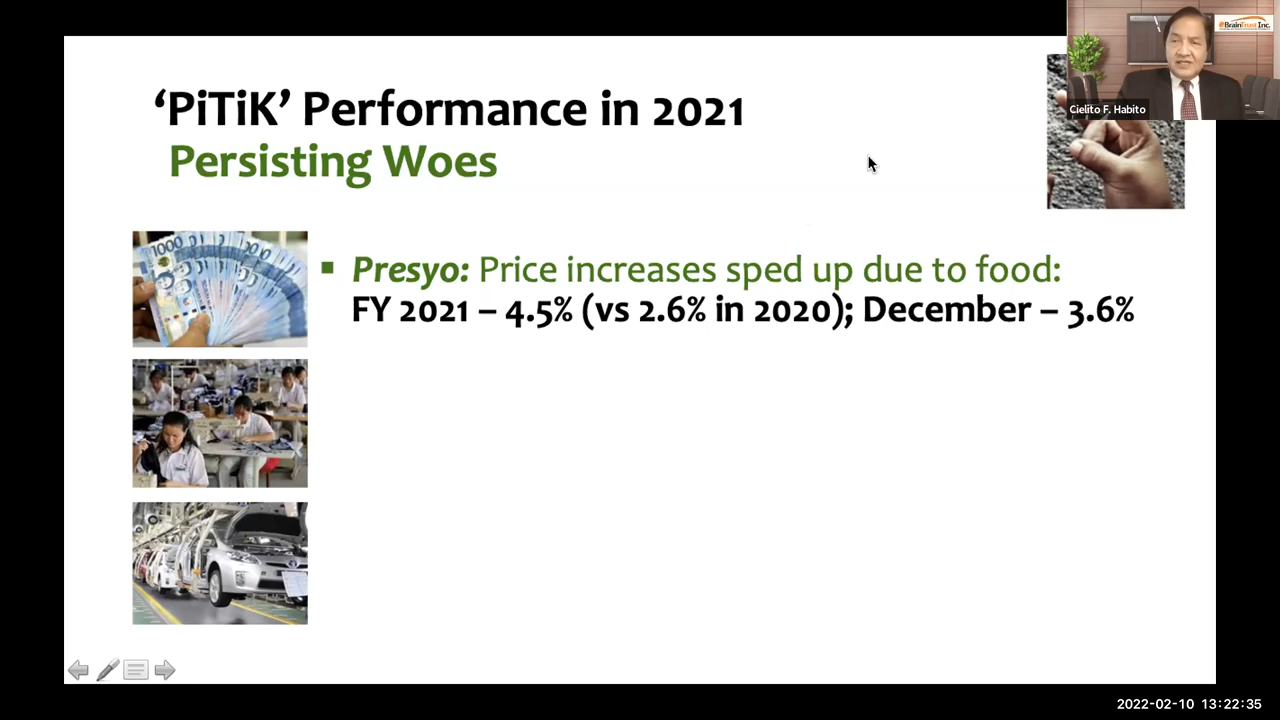 ‘PiTiK’ Performance in 2021
Persisting Woes
BrainTrust Inc.
Cielito F. Habito
1000
▪ Presyo: Price increases sped up due to food:
FY 2021 – 4.5% (vs 2.6% in 2020); December – 3.6%
2022-02-10 13:22:35